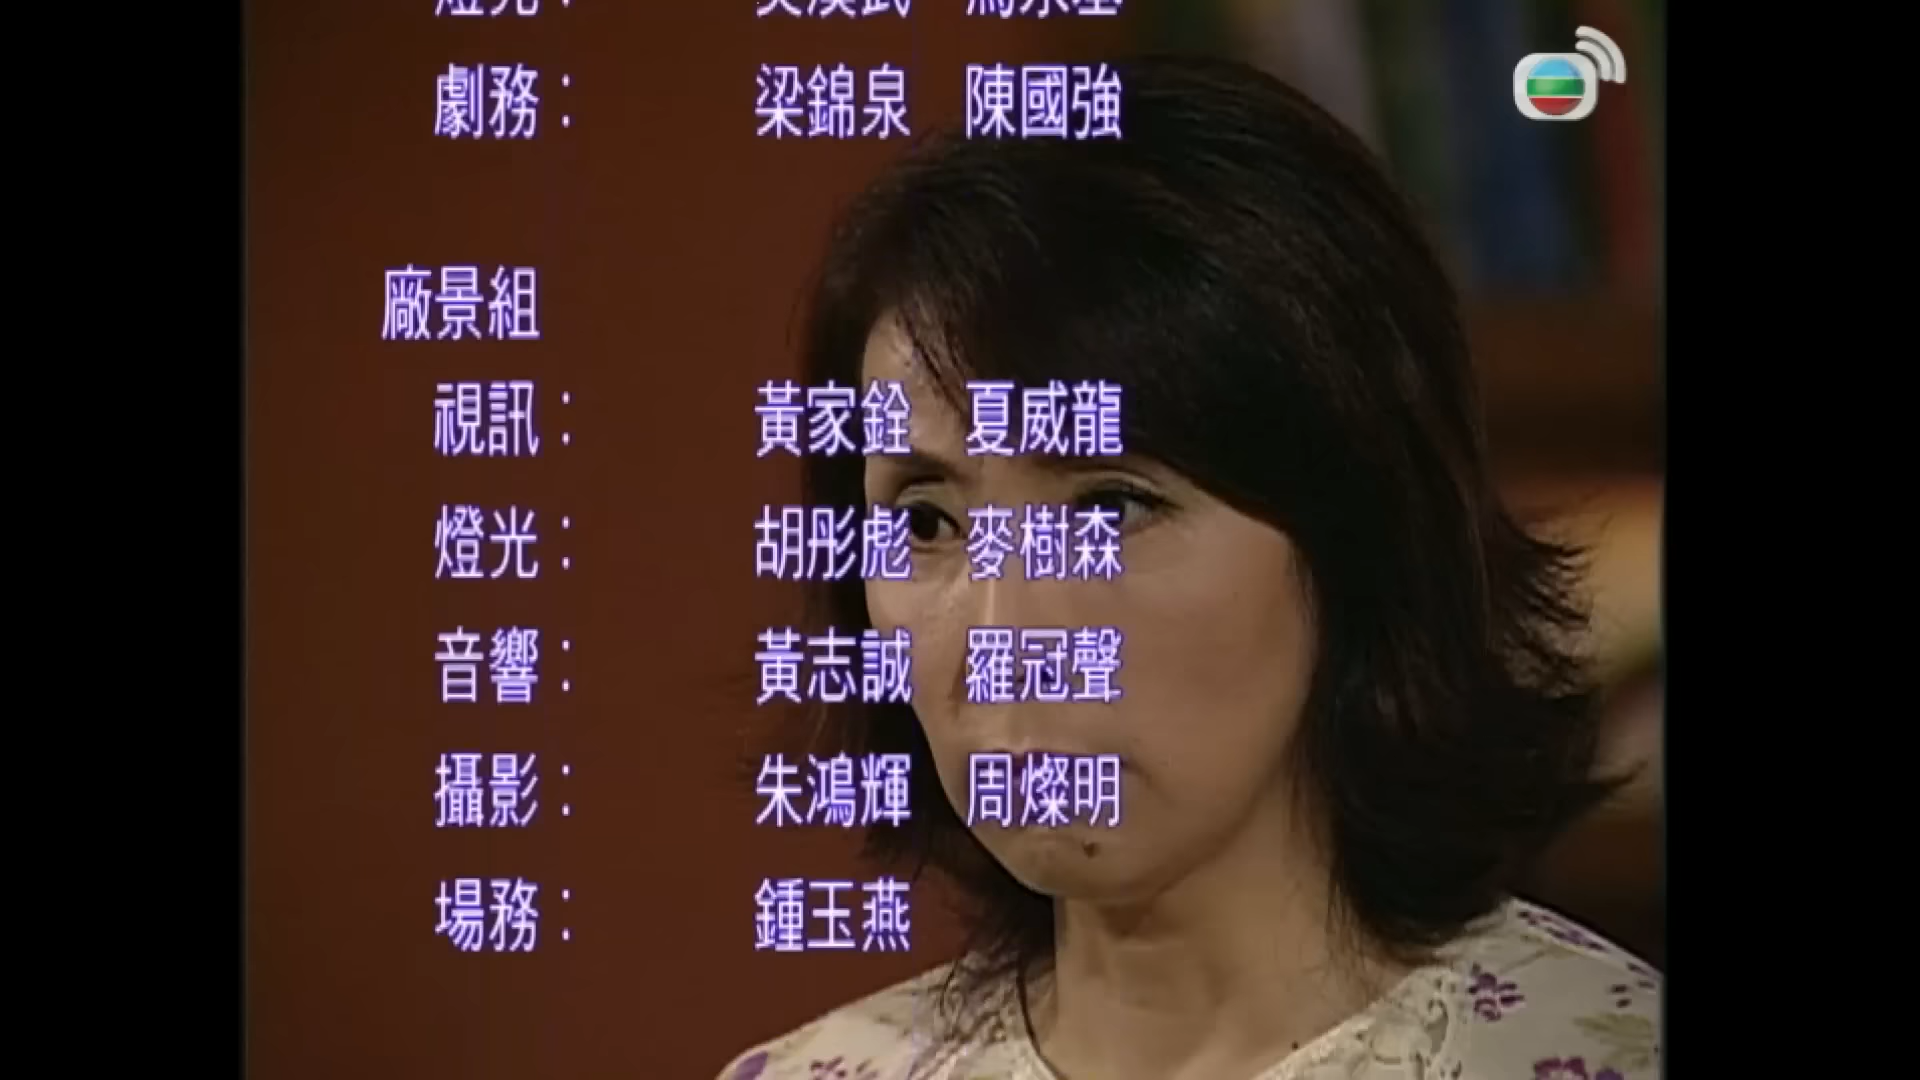 劇務： 梁錦泉 陳國強
廠景組
視訊： 黃家銓 夏威龍
燈光： 胡彤彪 麥樹森
音響： 黃志誠 羅冠聲
攝影： 朱鴻輝 周燦明
場務： 鍾玉燕